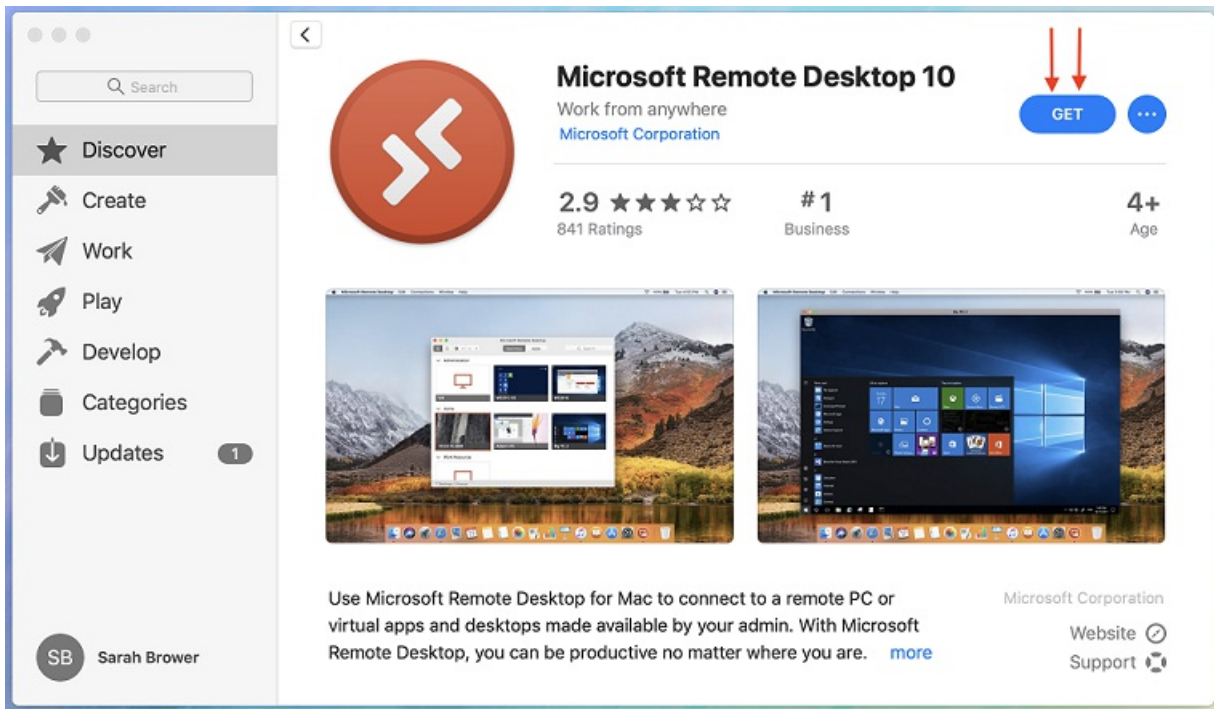 Search
Discover
Create
Work
Play
Develop
Categories
Updates 1
SB Sarah Brower
Microsoft Remote Desktop 10
Work from anywhere
Microsoft Corporation
GET
2.9
841 Ratings
#1
Business
4+
Age
Use Microsoft Remote Desktop for Mac to connect to a remote PC or
virtual apps and desktops made available by your admin. With Microsoft
Remote Desktop, you can be productive no matter where you are. more
Microsoft Corporation
Website
Support